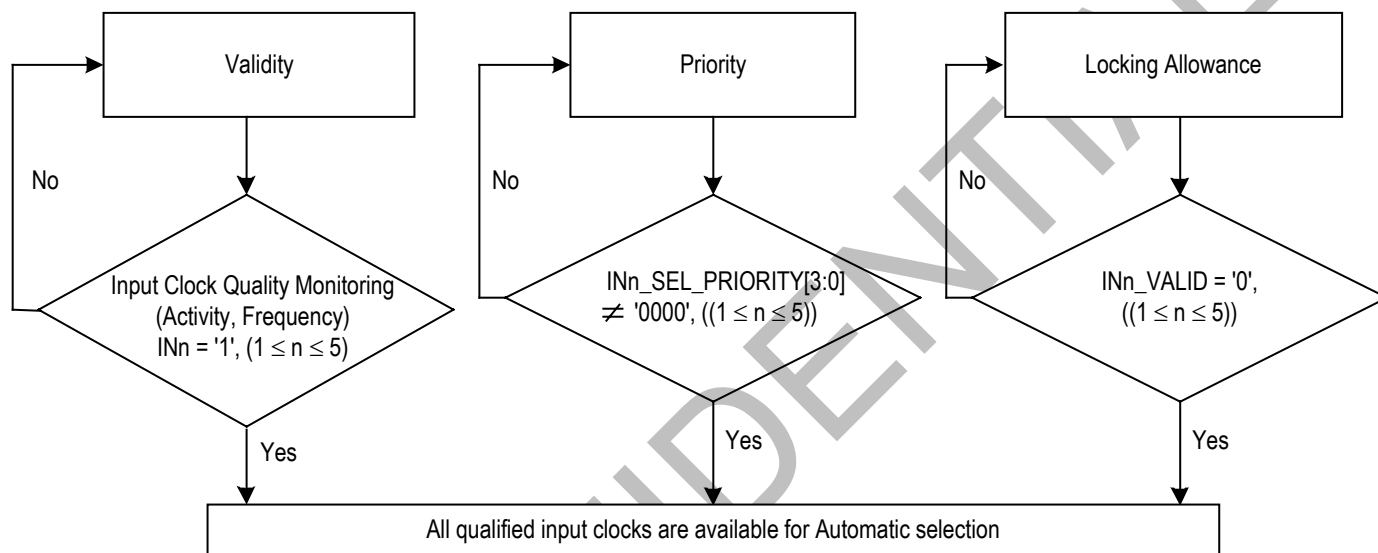 Validity
Priority
Locking Allowance
No
No
No
Input Clock Quality Monitoring
(Activity, Frequency)
INn = '1', (1 ≤ n ≤ 5)
INn_SEL_PRIORITY[3:0]
≠ '0000', ((1 ≤ n ≤ 5))
INn_VALID = '0',
((1 ≤ n ≤ 5))
Yes
Yes
Yes
All qualified input clocks are available for Automatic selection